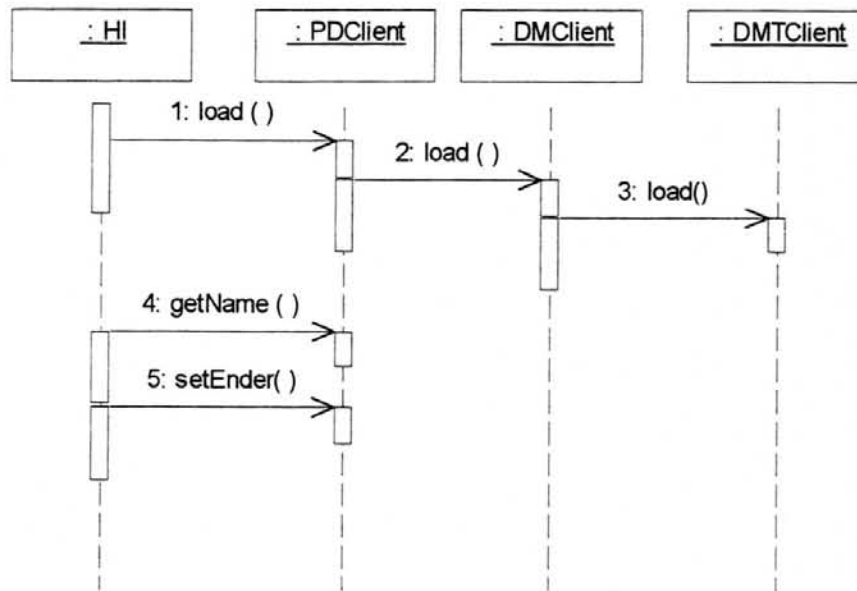 : HI
: PDClient
: DMClient
: DMTClient
1: load ( )
2: load ( )
3: load()
4: getName ( )
5: setEnder( )